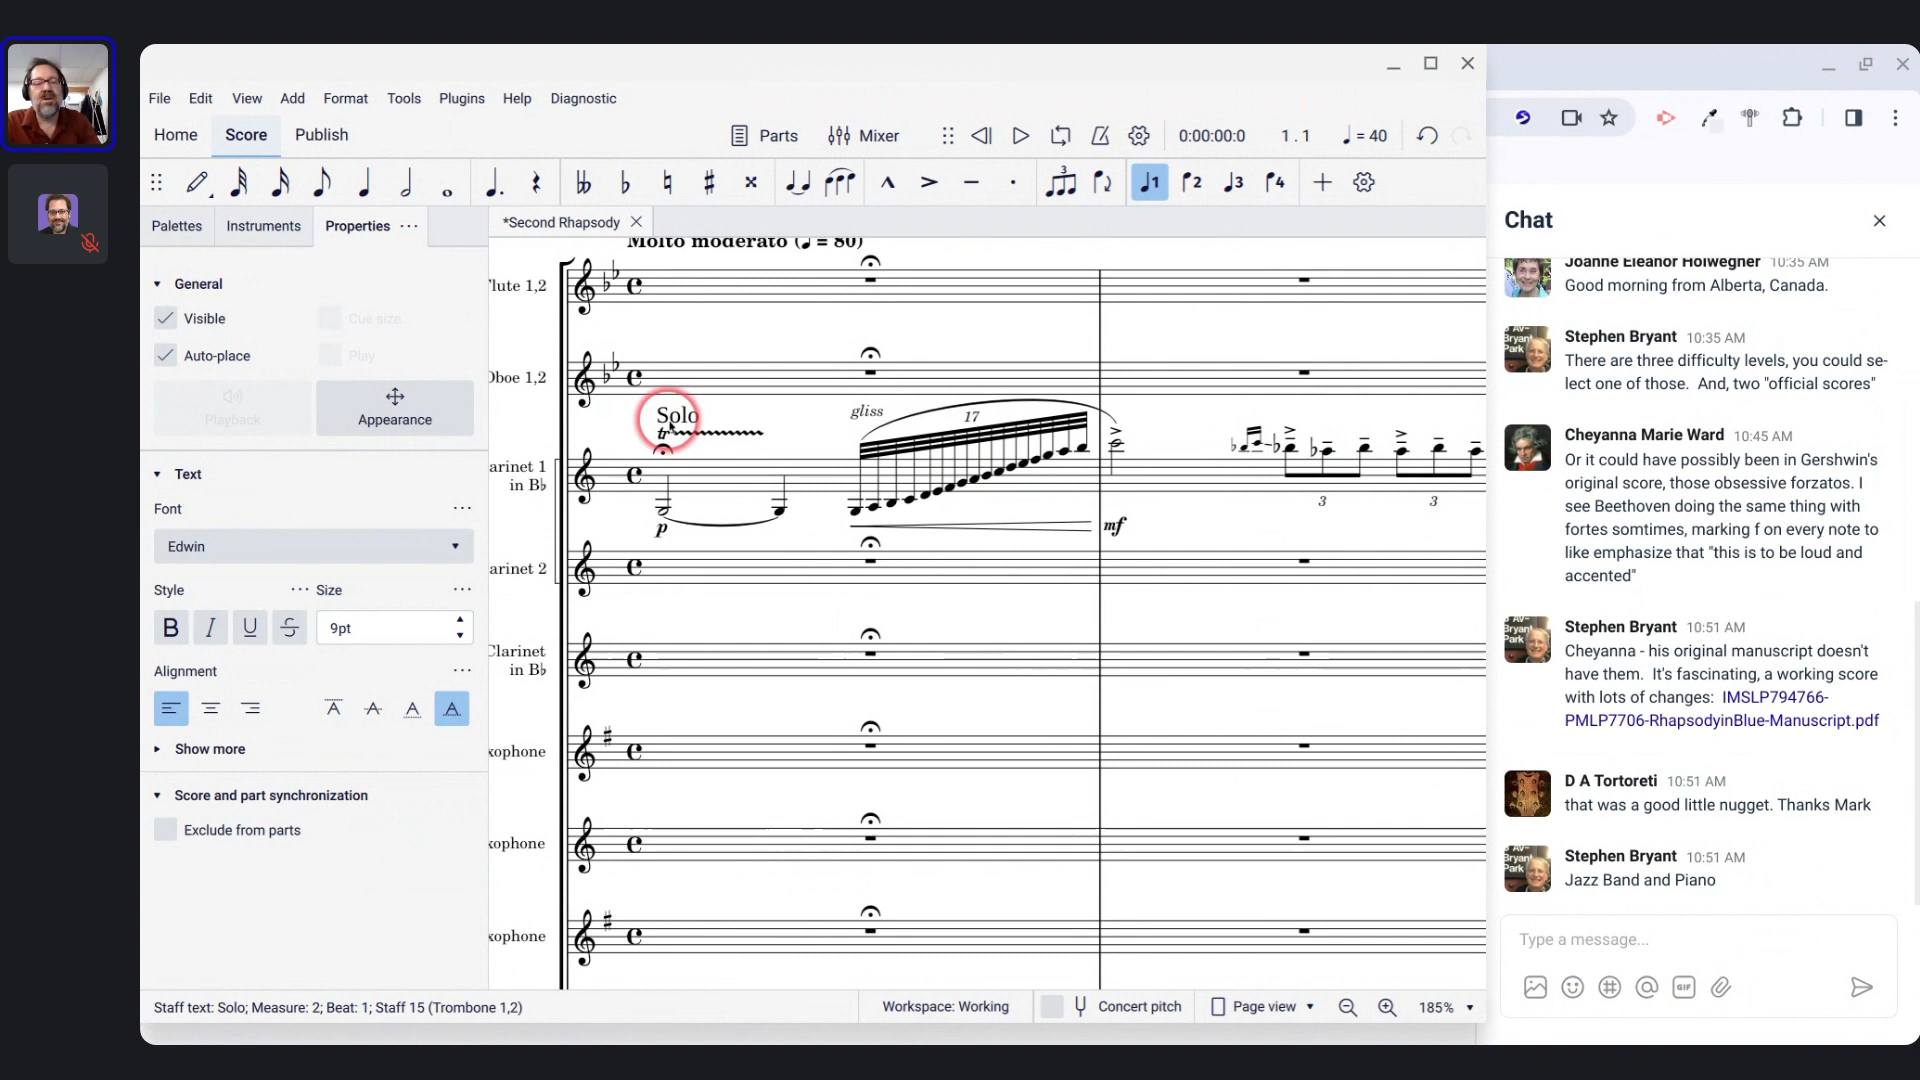 File Edit View Add Format Tools Plugins Help Diagnostic
Home Score Publish
Parts Mixer 0:00:00:0 1 . 1 = 40
3
1 2 3 4
Palettes Instruments Properties
*Second Rhapsody
General
Visible Cue size
Auto-place Play
Playback Appearance
Text
Font
Edwin
Style Size
B I U S 9pt
Alignment
Show more
Score and part synchronization
Exclude from parts
Molto moderato (♩ = 80)
Flute 1,2
Oboe 1,2
Solo
tr
gliss
17
arinet 1
in B♭
p
mf
3 3
arinet 2
Clarinet
in B♭
xophone
xophone
xophone
Staff text: Solo; Measure: 2; Beat: 1; Staff 15 (Trombone 1,2)
Workspace: Working Concert pitch Page view 185%
Chat
Joanne Eleanor Holwegner 10:35 AM
Good morning from Alberta, Canada.
Stephen Bryant 10:35 AM
There are three difficulty levels, you could se-
lect one of those. And, two "official scores"
Cheyanna Marie Ward 10:45 AM
Or it could have possibly been in Gershwin's
original score, those obsessive forzatos. I
see Beethoven doing the same thing with
fortes somtimes, marking f on every note to
like emphasize that "this is to be loud and
accented"
Stephen Bryant 10:51 AM
Cheyanna - his original manuscript doesn't
have them. It's fascinating, a working score
with lots of changes: IMSLP794766-
PMLP7706-RhapsodyinBlue-Manuscript.pdf
D A Tortoreti 10:51 AM
that was a good little nugget. Thanks Mark
Stephen Bryant 10:51 AM
Jazz Band and Piano
Type a message...
GIF